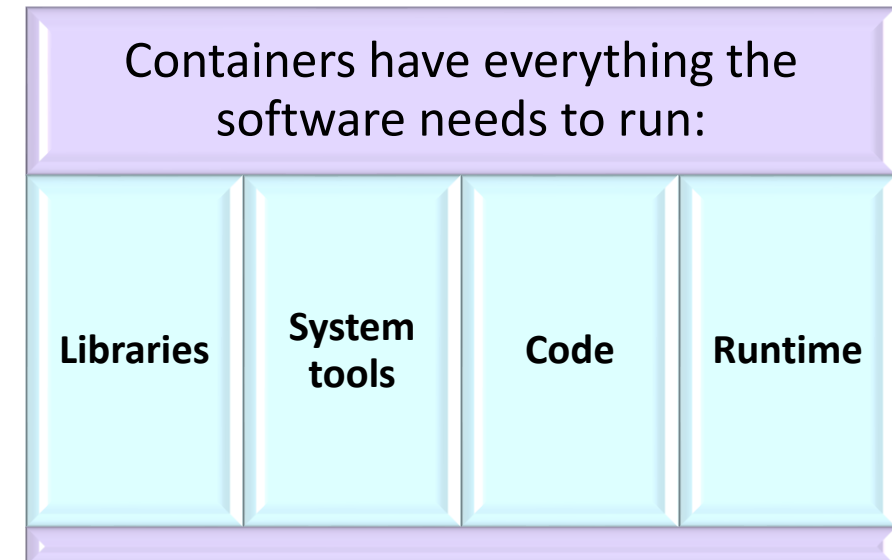 Containers have everything the
software needs to run:
Libraries
System
tools
Code
Runtime